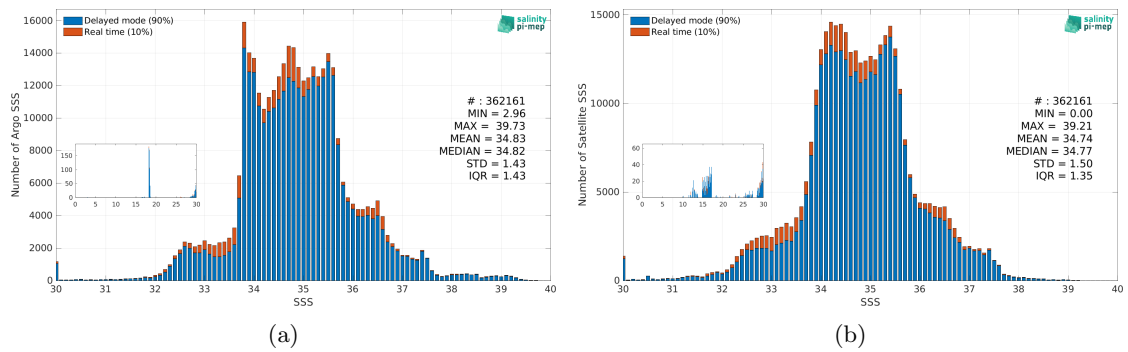 Delayed mode (90%)
Real time (10%)
salinity
pi-mep
# : 362161
MIN = 2.96
MAX = 39.73
MEAN = 34.83
MEDIAN = 34.82
STD = 1.43
IQR = 1.43
Number of Argo SSS
16000
14000
12000
10000
8000
6000
4000
2000
0
150
100
50
0
0 5 10 15 20 25 30
30 31 32 33 34 35 36 37 38 39 40
SSS
(a)
Delayed mode (90%)
Real time (10%)
salinity
pi-mep
# : 362161
MIN = 0.00
MAX = 39.21
MEAN = 34.74
MEDIAN = 34.77
STD = 1.50
IQR = 1.35
Number of Satellite SSS
15000
10000
5000
0
60
40
20
0
0 5 10 15 20 25 30
30 31 32 33 34 35 36 37 38 39 40
SSS
(b)